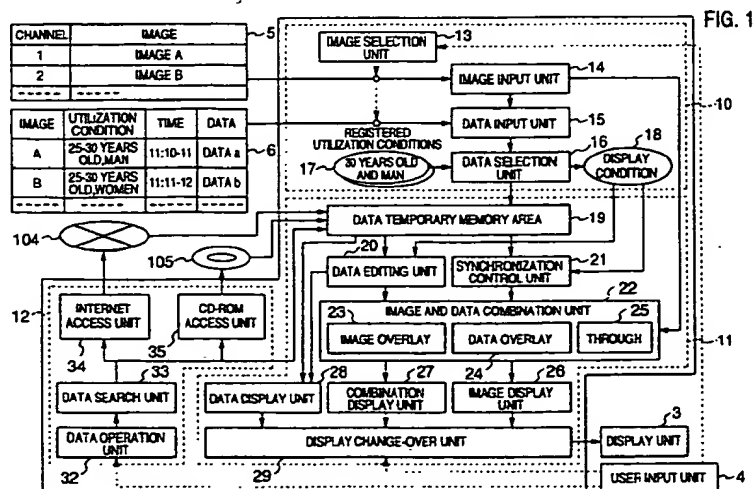 FIG. 1
CHANNEL IMAGE 5
1 IMAGE A
2 IMAGE B
IMAGE UTILIZATION CONDITION TIME DATA
A 25-30 YEARS OLD,MAN 11:10-11 DATA a 6
B 25-30 YEARS OLD,WOMEN 11:11-12 DATA b
IMAGE SELECTION UNIT 13
IMAGE INPUT UNIT 14
10
DATA INPUT UNIT 15
REGISTERED UTILIZATION CONDITIONS
17 30 YEARS OLD AND MAN
DATA SELECTION UNIT 16
DISPLAY CONDITION 18
DATA TEMPORARY MEMORY AREA 19
104
105
20 DATA EDITING UNIT
SYNCHRONIZATION CONTROL UNIT 21
22
IMAGE AND DATA COMBINATION UNIT
23 IMAGE OVERLAY
DATA OVERLAY 24
THROUGH 25
11
12
INTERNET ACCESS UNIT 34
CD-ROM ACCESS UNIT 35
33
DATA SEARCH UNIT
DATA OPERATION UNIT
32
DATA DISPLAY UNIT 28
COMBINATION DISPLAY UNIT 27
IMAGE DISPLAY UNIT 26
DISPLAY CHANGE-OVER UNIT
29
DISPLAY UNIT 3
USER INPUT UNIT 4